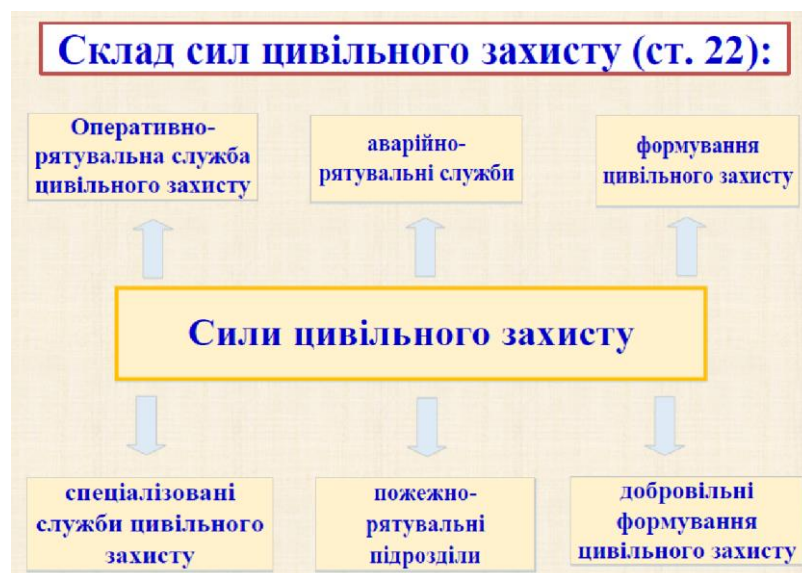 Склад сил цивільного захисту (ст. 22):
Оперативно-
рятувальна служба
цивільного захисту
аварійно-
рятувальні служби
формування
цивільного захисту
Сили цивільного захисту
спеціалізовані
служби цивільного
захисту
пожежно-
рятувальні
підрозділи
добровільні
формування
цивільного захисту